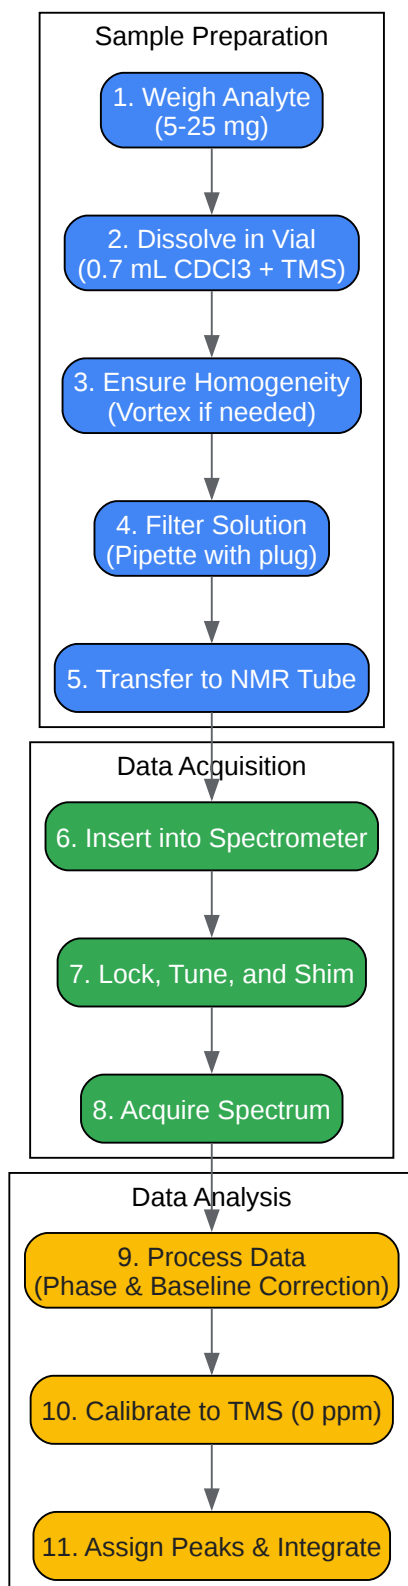 Sample Preparation
1. Weigh Analyte
(5-25 mg)
2. Dissolve in Vial
(0.7 mL CDCl3 + TMS)
3. Ensure Homogeneity
(Vortex if needed)
4. Filter Solution
(Pipette with plug)
5. Transfer to NMR Tube
Data Acquisition
6. Insert into Spectrometer
7. Lock, Tune, and Shim
8. Acquire Spectrum
Data Analysis
9. Process Data
(Phase & Baseline Correction)
10. Calibrate to TMS (0 ppm)
11. Assign Peaks & Integrate